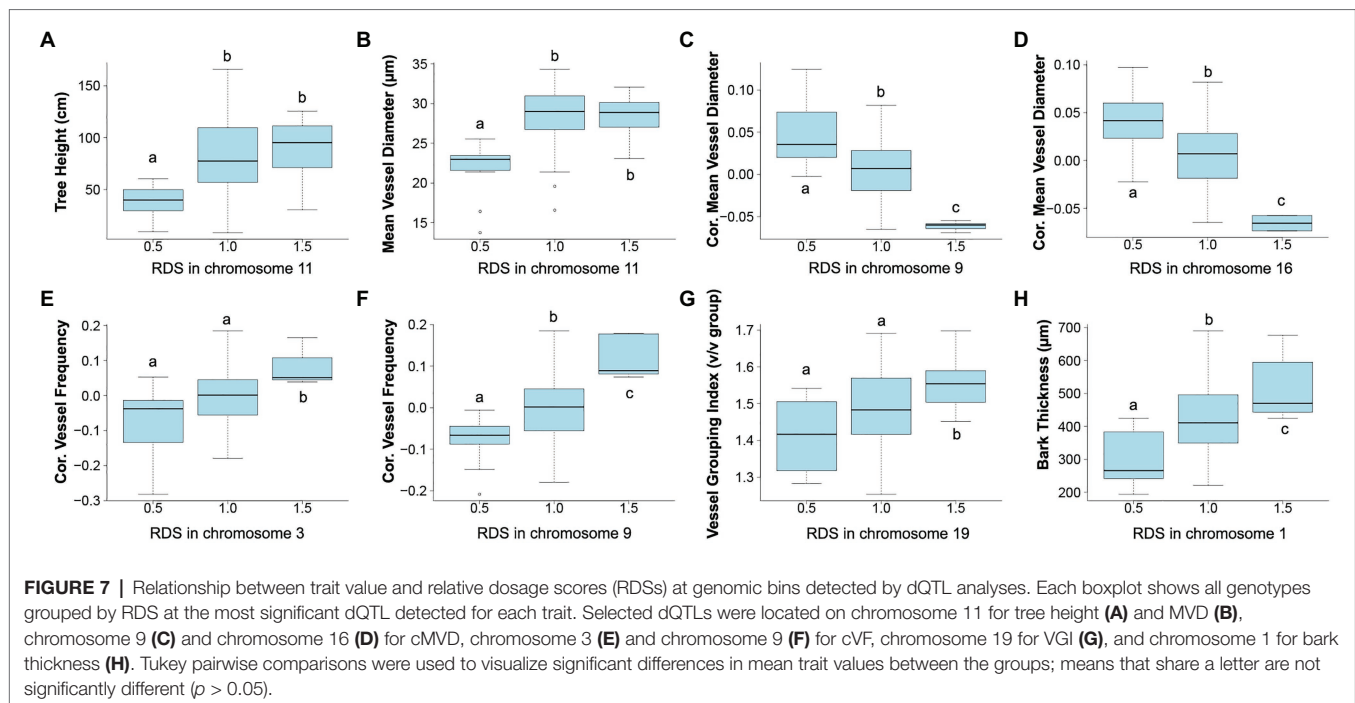 A
Tree Height (cm)
150
100
50
a
b
b
0.5 1.0 1.5
RDS in chromosome 11
B
Mean Vessel Diameter (µm)
35
30
25
20
15
a
b
b
0.5 1.0 1.5
RDS in chromosome 11
C
Cor. Mean Vessel Diameter
0.10
0.05
0.00
−0.05
a
b
c
0.5 1.0 1.5
RDS in chromosome 9
D
Cor. Mean Vessel Diameter
0.10
0.05
0.00
−0.05
a
b
c
0.5 1.0 1.5
RDS in chromosome 16
E
Cor. Vessel Frequency
0.2
0.1
0.0
−0.1
−0.2
−0.3
a
a
b
0.5 1.0 1.5
RDS in chromosome 3
F
Cor. Vessel Frequency
0.2
0.1
0.0
−0.1
−0.2
a
b
c
0.5 1.0 1.5
RDS in chromosome 9
G
Vessel Grouping Index (v/v group)
1.7
1.6
1.5
1.4
1.3
a
a
b
0.5 1.0 1.5
RDS in chromosome 19
H
Bark Thickness (µm)
700
600
500
400
300
200
a
b
c
0.5 1.0 1.5
RDS in chromosome 1
FIGURE 7 | Relationship between trait value and relative dosage scores (RDSs) at genomic bins detected by dQTL analyses. Each boxplot shows all genotypes
grouped by RDS at the most significant dQTL detected for each trait. Selected dQTLs were located on chromosome 11 for tree height (A) and MVD (B),
chromosome 9 (C) and chromosome 16 (D) for cMVD, chromosome 3 (E) and chromosome 9 (F) for cVF, chromosome 19 for VGI (G), and chromosome 1 for bark
thickness (H). Tukey pairwise comparisons were used to visualize significant differences in mean trait values between the groups; means that share a letter are not
significantly different (p > 0.05).